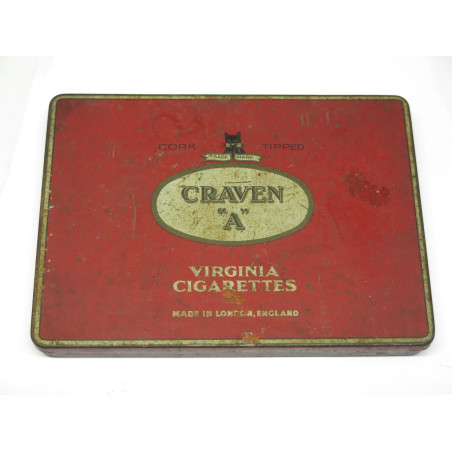 CORK TIPPED
TRADE MARK
CRAVEN
"A"
VIRGINIA
CIGARETTES
MADE IN LONDON, ENGLAND